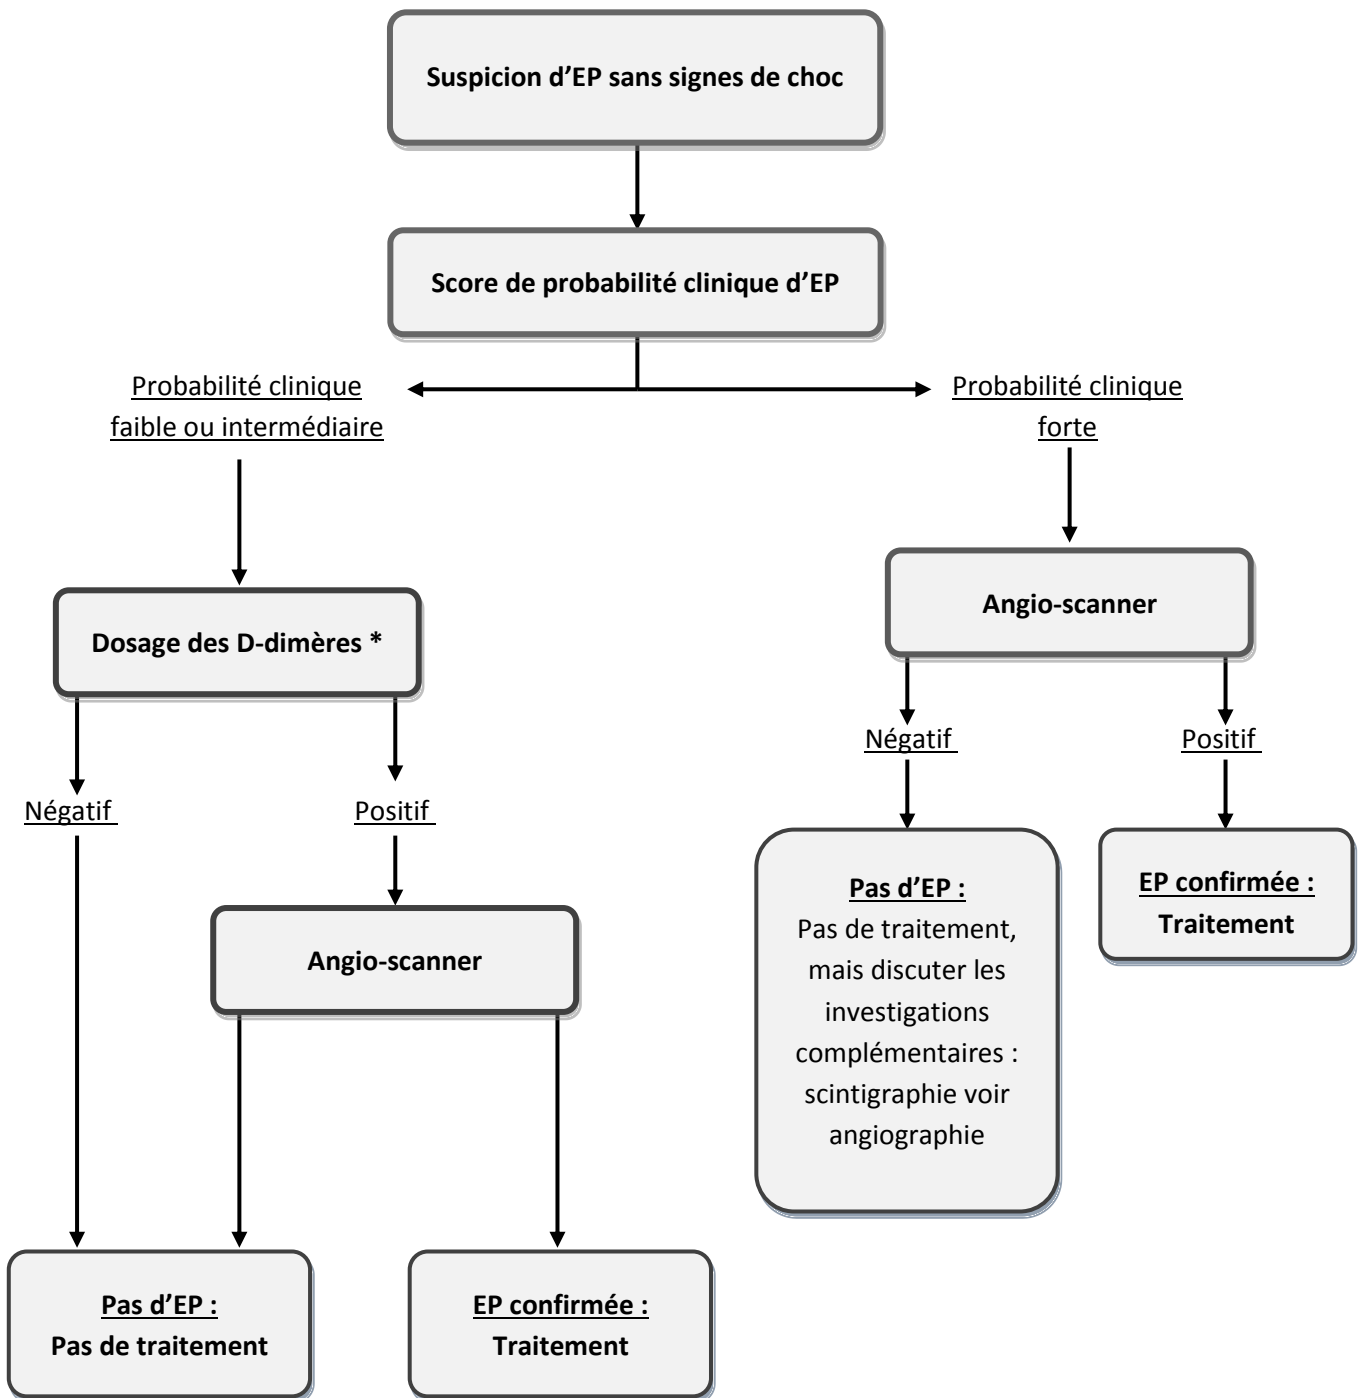 Suspicion d’EP sans signes de choc
Score de probabilité clinique d’EP
Probabilité clinique
faible ou intermédiaire
Probabilité clinique
forte
Dosage des D-dimères *
Angio-scanner
Négatif
Positif
Négatif
Positif
Angio-scanner
Pas d’EP :
Pas de traitement,
mais discuter les
investigations
complémentaires :
scintigraphie voir
angiographie
EP confirmée :
Traitement
Pas d’EP :
Pas de traitement
EP confirmée :
Traitement